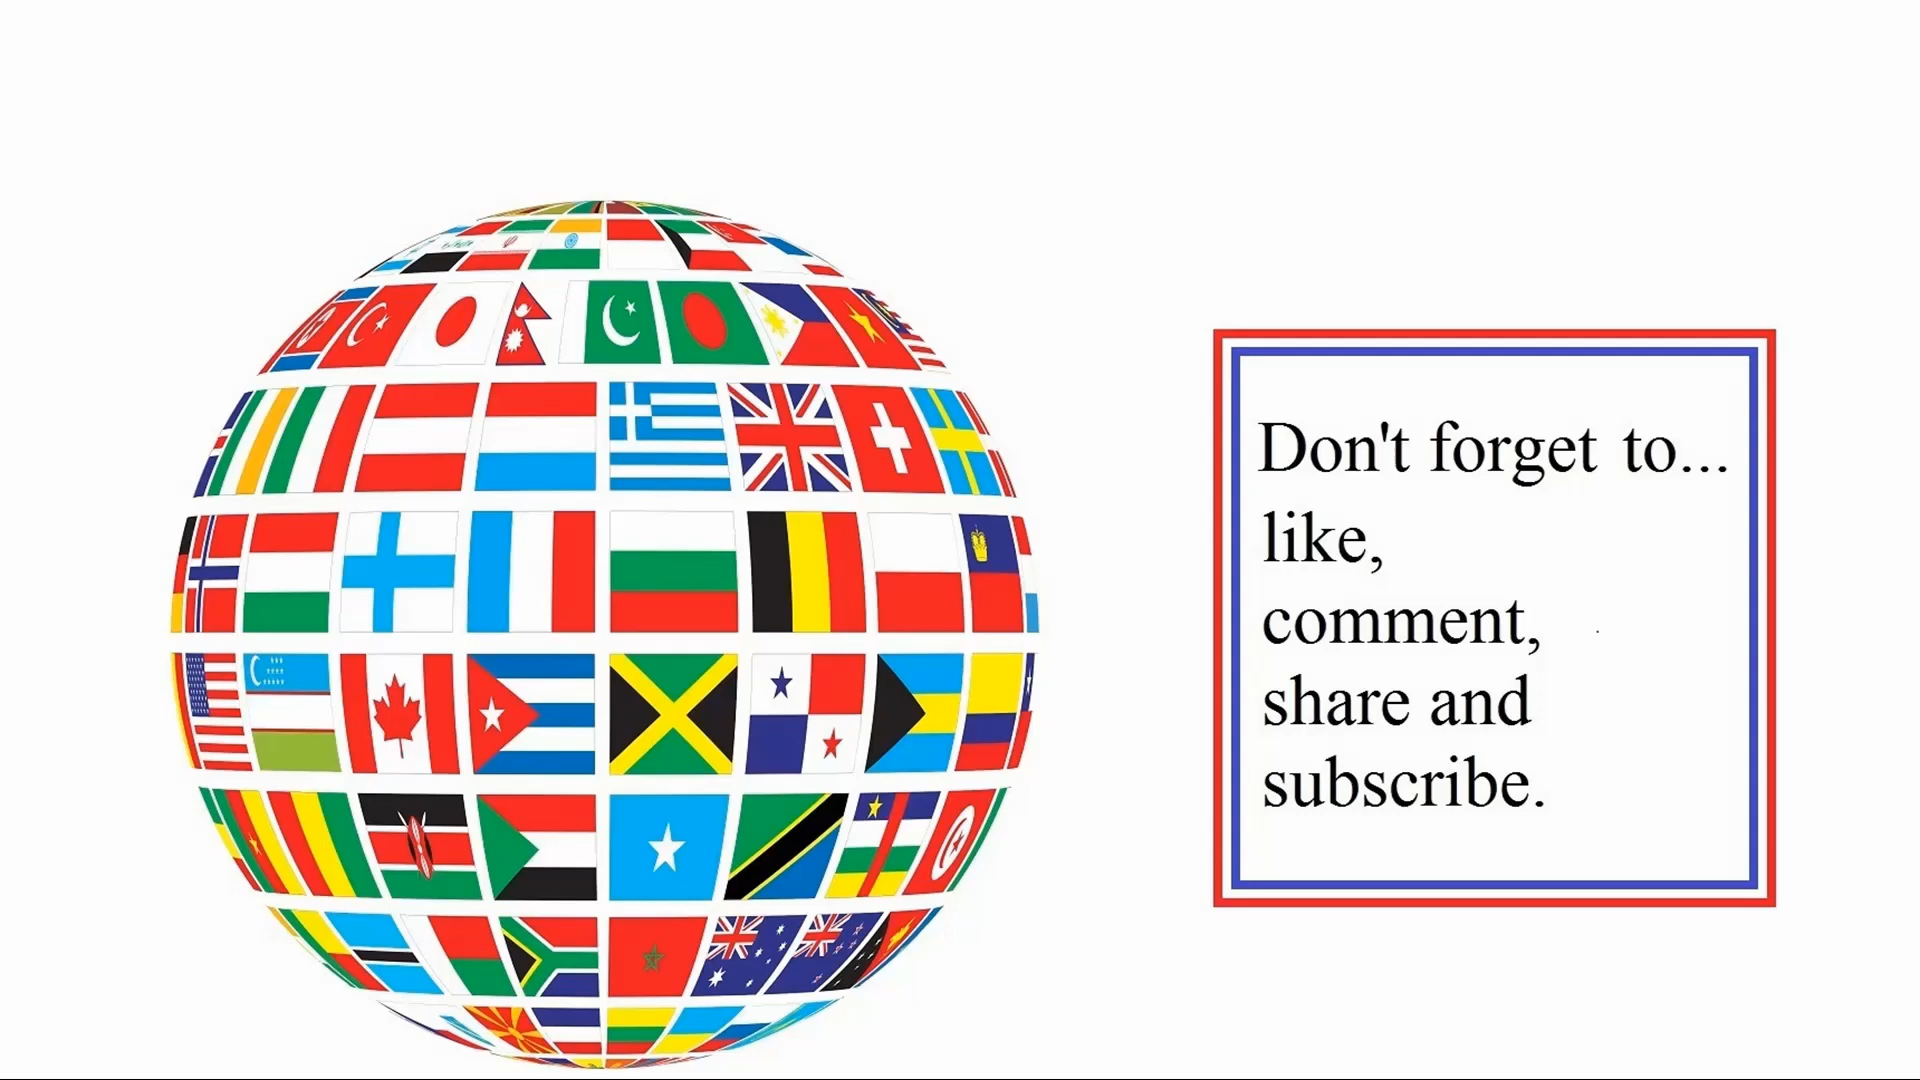 Don't forget to...
like,
comment,
share and
subscribe.